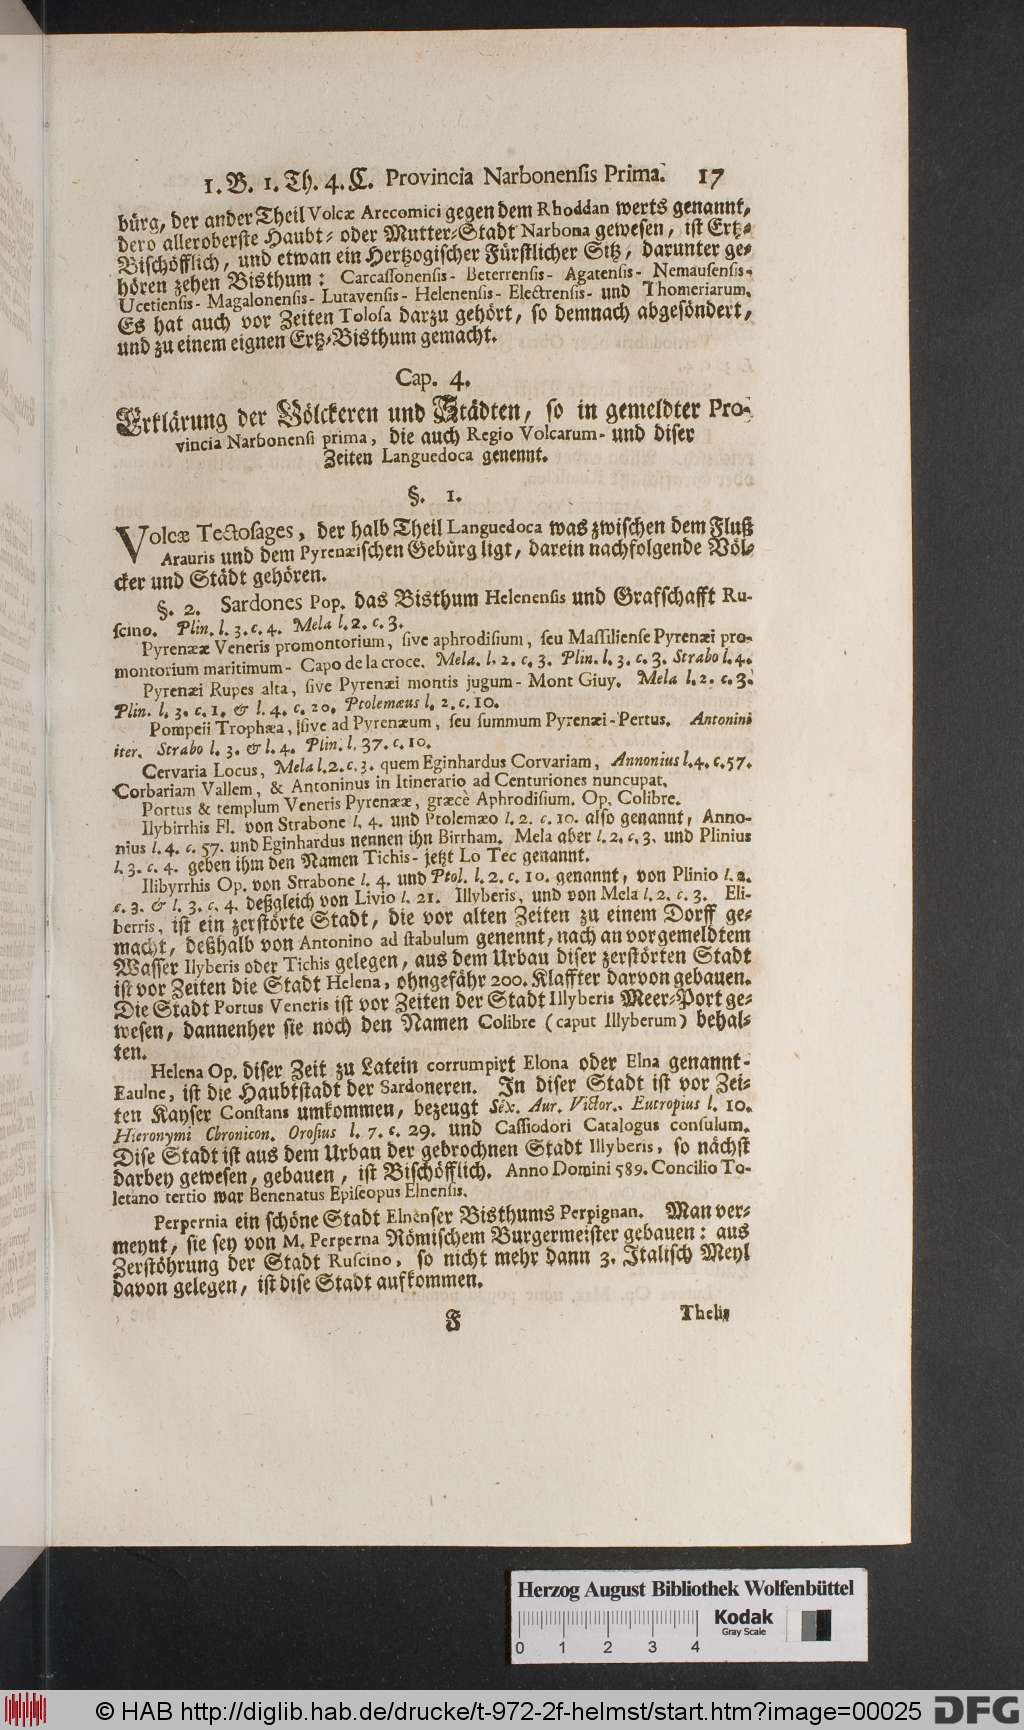 1. B. 1. Th. 4. C. Provincia Narbonensis Prima. 17
bürg, der ander Theil Volcæ Arecomici gegen dem Rhoddan werts genannt,
dero alleroberste Haubt- oder Mutter-Stadt Narbona gewesen, ist Ertz-
Bischöfflich, und etwan ein Hertzogischer Fürstlicher Sitz, darunter ge-
hören zehen Bisthum: Carcassonensis- Beterrensis- Agatensis- Nemausensis-
Ucetiensis- Magalonensis- Lutavensis- Helenensis- Electrensis- und Thomeriarum.
Es hat auch vor Zeiten Tolosa darzu gehört, so demnach abgesöndert,
und zu einem eignen Ertz-Bisthum gemacht.
Cap. 4.
Erklärung der Völckeren und Städten, so in gemeldter Pro-
vincia Narbonensi prima, die auch Regio Volcarum- und diser
Zeiten Languedoca genennt.
§. 1.
Volcæ Tectosages, der halb Theil Languedoca was zwischen dem Fluß
Arauris und dem Pyrenæischen Gebürg ligt, darein nachfolgende Völ-
cker und Städt gehören.
§. 2. Sardones Pop. das Bisthum Helenensis und Grafschafft Ru-
scino. Plin. l. 3. c. 4. Mela l. 2. c. 3.
Pyrenææ Veneris promontorium, sive aphrodisium, seu Massiliense Pyrenæi pro-
montorium maritimum- Capo de la croce. Mela. l. 2. c. 3. Plin. l. 3. c. 3. Strabo l. 4.
Pyrenæi Rupes alta, sive Pyrenæi montis jugum- Mont Giuy. Mela l. 2. c. 3.
Plin. l. 3. c. 1. & l. 4. c. 20. Ptolemæus l. 2. c. 10.
Pompeii Trophæa, sive ad Pyrenæum, seu summum Pyrenæi- Pertus. Antonini
iter. Strabo l. 3. & l. 4. Plin. l. 37. c. 10.
Cervaria Locus, Mela l. 2. c. 3. quem Eginhardus Corvariam, Annonius l. 4. c. 57.
Corbariam Vallem, & Antoninus in Itinerario ad Centuriones nuncupat.
Portus & templum Veneris Pyrenææ, græcè Aphrodisium. Op. Colibre.
Ilybirrhis Fl. von Strabone l. 4. und Ptolemæo l. 2. c. 10. also genannt, Anno-
nius l. 4. c. 57. und Eginhardus nennen ihn Birrham. Mela aber l. 2. c. 3. und Plinius
l. 3. c. 4. geben ihm den Namen Tichis- jetzt Lo Tec genannt.
Ilibyrrhis Op. von Strabone l. 4. und Ptol. l. 2. c. 10. genannt, von Plinio l. 2.
c. 3. & l. 3. c. 4. deßgleich von Livio l. 21. Illyberis, und von Mela l. 2. c. 3. Eli-
berris, ist ein zerstörte Stadt, die vor alten Zeiten zu einem Dorff ge-
macht, deßhalb von Antonino ad stabulum genennt, nach an vorgemeldtem
Wasser Ilyberis oder Tichis gelegen, aus dem Urbau diser zerstörten Stadt
ist vor Zeiten die Stadt Helena, ohngefähr 200. Klaffter darvon gebauen.
Die Stadt Portus Veneris ist vor Zeiten der Stadt Illyberis Meer-Port ge-
wesen, dannenher sie noch den Namen Colibre (caput Illyberum) behal-
ten.
Helena Op. diser Zeit zu Latein corrumpirt Elona oder Elna genannt-
Eaulne, ist die Haubtstadt der Sardoneren. In diser Stadt ist vor Zei-
ten Kayser Constans umkommen, bezeugt Sex. Aur. Victor., Eutropius l. 10.
Hieronymi Chronicon. Orosius l. 7. c. 29. und Cassiodori Catalogus consulum.
Dise Stadt ist aus dem Urbau der gebrochnen Stadt Illyberis, so nächst
darbey gewesen, gebauen, ist Bischöfflich. Anno Domini 589. Concilio To-
letano tertio war Benenatus Episcopus Elnensis.
Perpernia ein schöne Stadt Elnenser Bisthums Perpignan. Man ver-
meynt, sie sey von M. Perperna Römischem Burgermeister gebauen: aus
Zerstöhrung der Stadt Ruscino, so nicht mehr dann 3. Italisch Meyl
davon gelegen, ist dise Stadt aufkommen.
F Thelis
Herzog August Bibliothek Wolfenbüttel
Kodak
Gray Scale
0 1 2 3 4
© HAB http://diglib.hab.de/drucke/t-972-2f-helmst/start.htm?image=00025 DFG